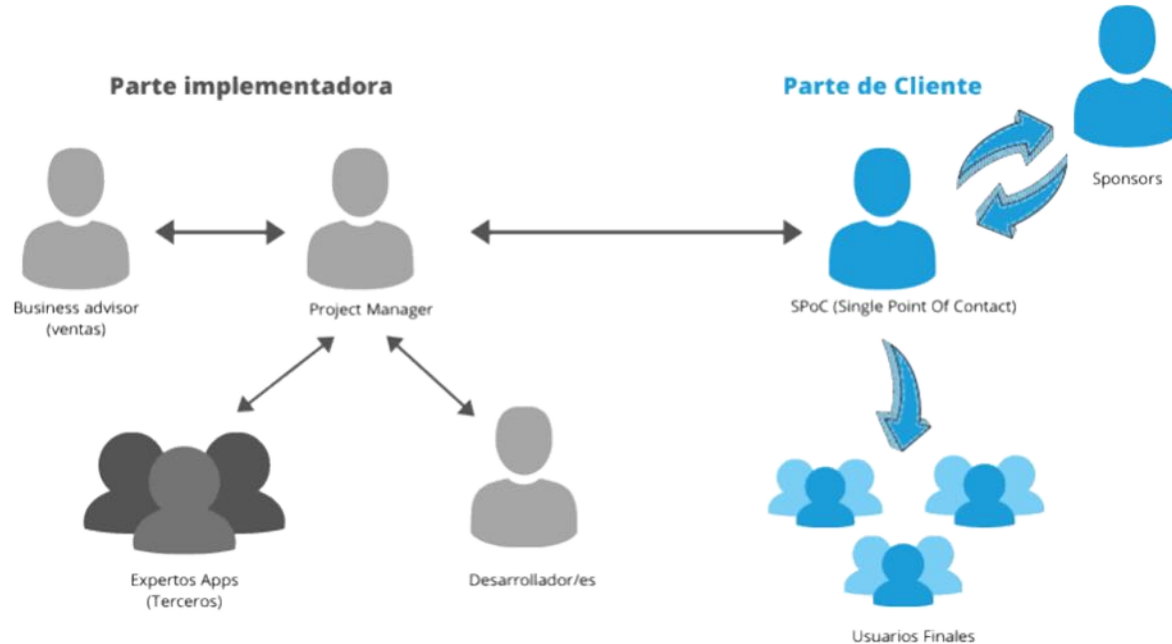 Parte implementadora
Parte de Cliente
Sponsors
Business advisor
(ventas)
Project Manager
SPoC (Single Point Of Contact)
Expertos Apps
(Terceros)
Desarrollador/es
Usuarios Finales